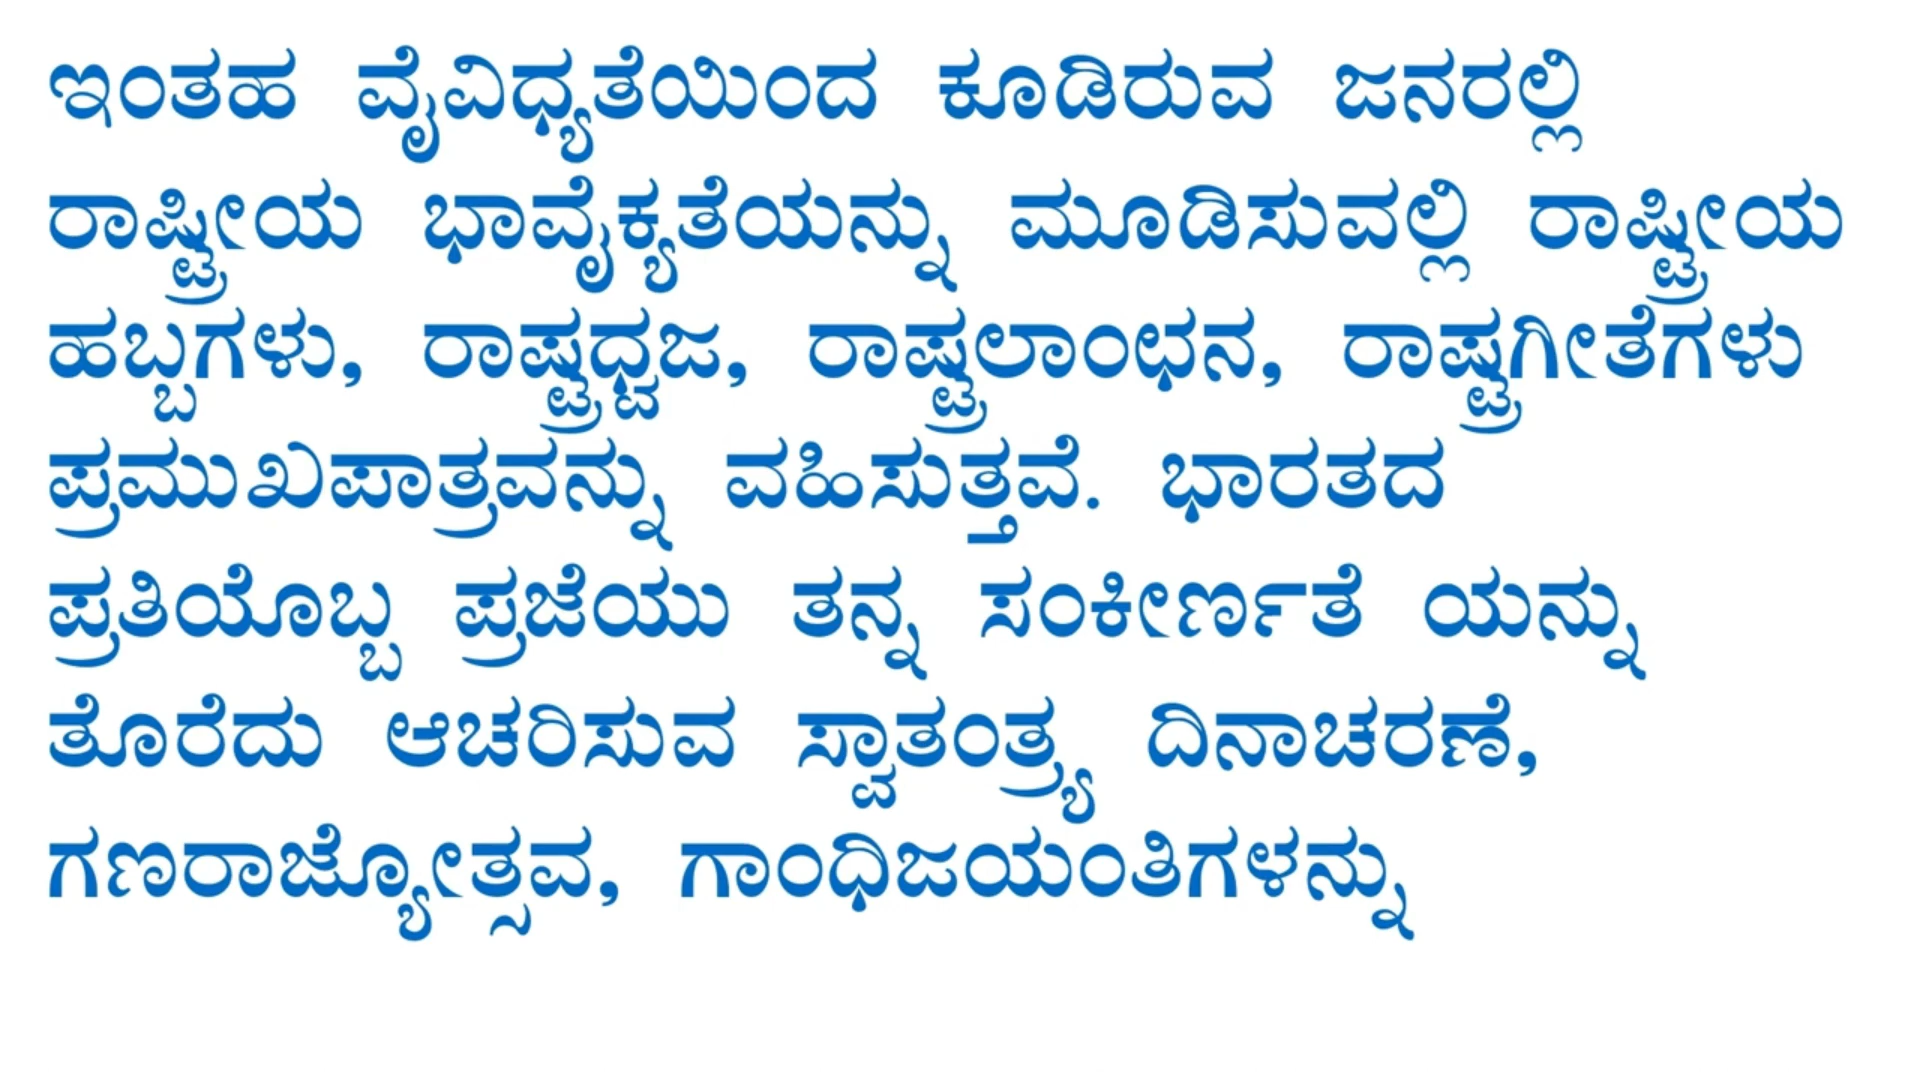 ಇಂತಹ ವೈವಿಧ್ಯತೆಯಿಂದ ಕೂಡಿರುವ ಜನರಲ್ಲಿ
ರಾಷ್ಟ್ರೀಯ ಭಾವೈಕ್ಯತೆಯನ್ನು ಮೂಡಿಸುವಲ್ಲಿ ರಾಷ್ಟ್ರೀಯ
ಹಬ್ಬಗಳು, ರಾಷ್ಟ್ರಧ್ವಜ, ರಾಷ್ಟ್ರಲಾಂಛನ, ರಾಷ್ಟ್ರಗೀತೆಗಳು
ಪ್ರಮುಖಪಾತ್ರವನ್ನು ವಹಿಸುತ್ತವೆ. ಭಾರತದ
ಪ್ರತಿಯೊಬ್ಬ ಪ್ರಜೆಯು ತನ್ನ ಸಂಕೀರ್ಣತೆ ಯನ್ನು
ತೊರೆದು ಆಚರಿಸುವ ಸ್ವಾತಂತ್ರ್ಯ ದಿನಾಚರಣೆ,
ಗಣರಾಜ್ಯೋತ್ಸವ, ಗಾಂಧಿಜಯಂತಿಗಳನ್ನು